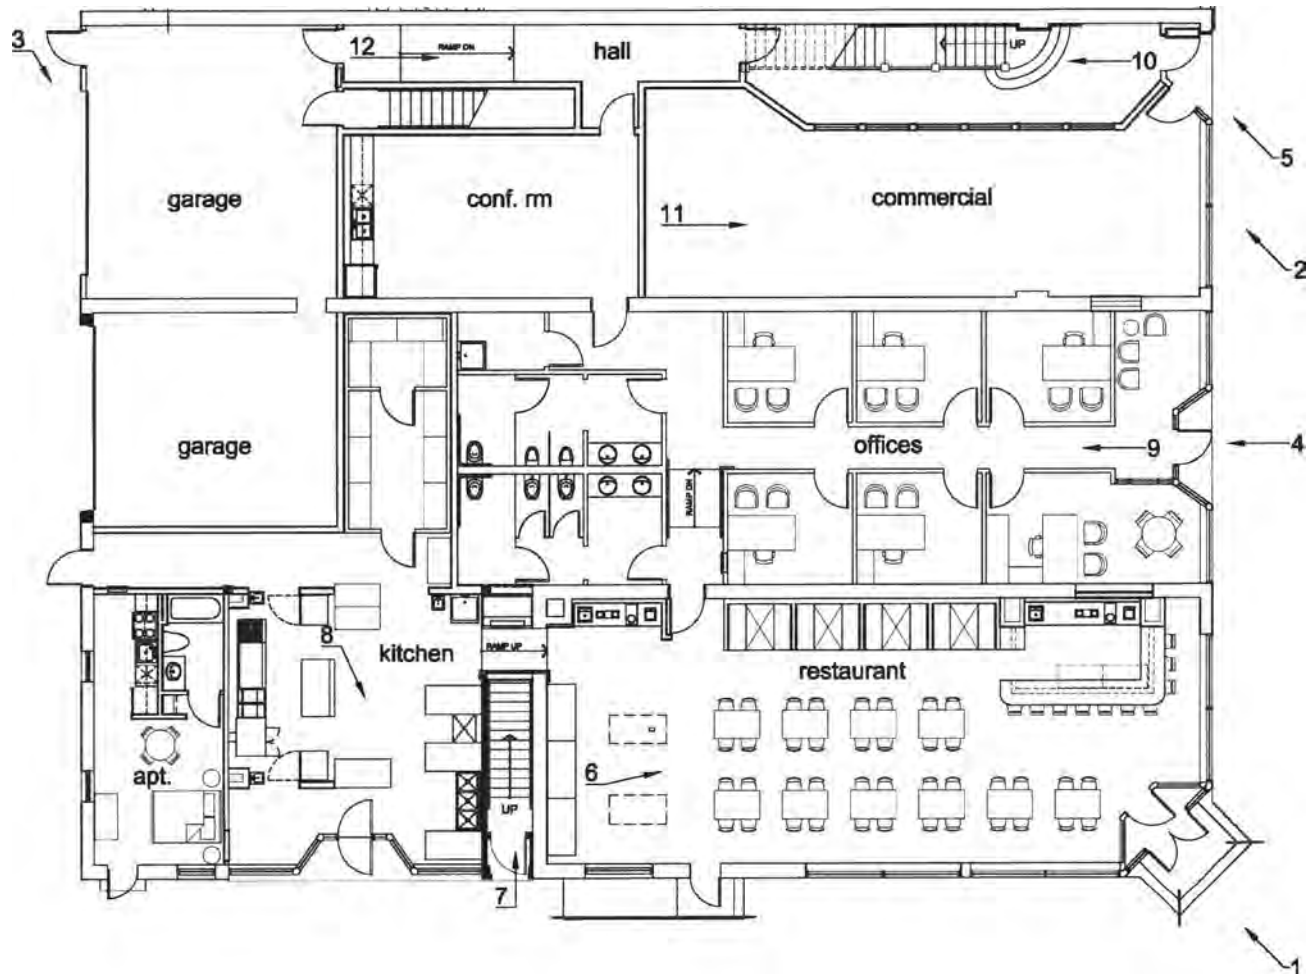 3
12
RAMP DN
hall
UP
10
5
garage
conf. rm
commercial
11
2
garage
offices
9
4
RAMP DN
8
kitchen
RAMP UP
restaurant
apt.
6
UP
7
1